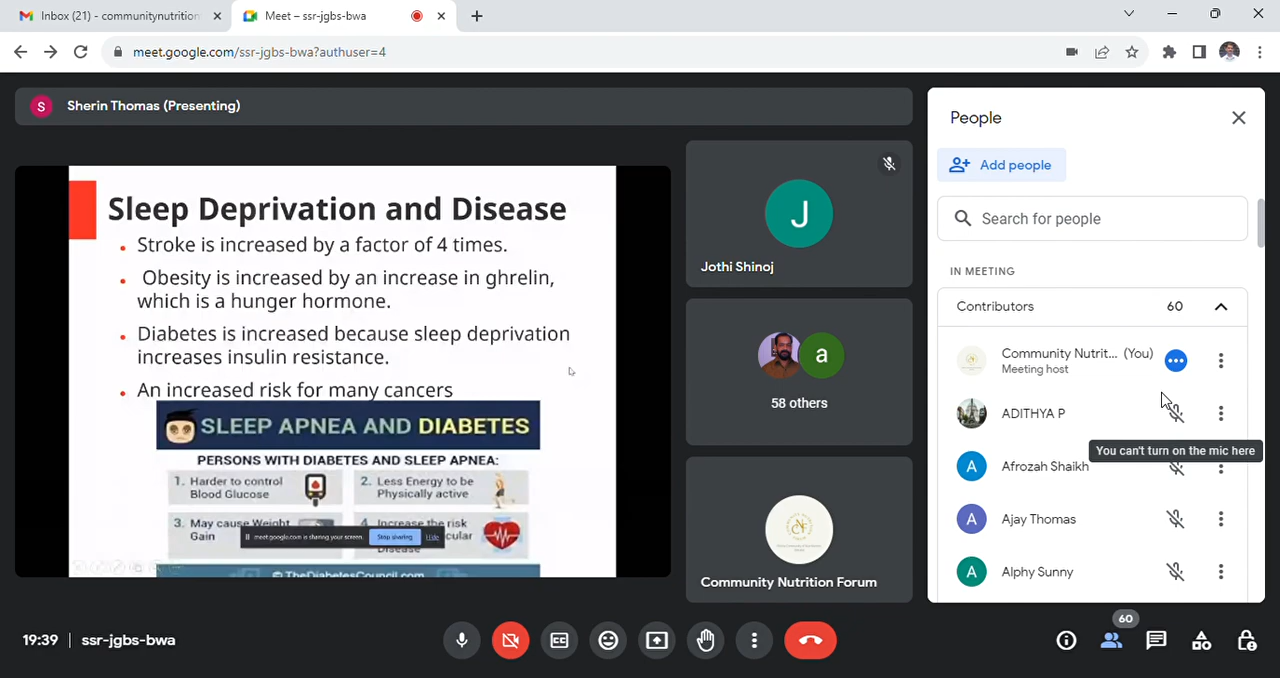 Inbox (21) - communitynutrition
Meet – ssr-jgbs-bwa
meet.google.com/ssr-jgbs-bwa?authuser=4
S
Sherin Thomas (Presenting)
Sleep Deprivation and Disease
• Stroke is increased by a factor of 4 times.
• Obesity is increased by an increase in ghrelin,
which is a hunger hormone.
• Diabetes is increased because sleep deprivation
increases insulin resistance.
• An increased risk for many cancers
SLEEP APNEA AND DIABETES
PERSONS WITH DIABETES AND SLEEP APNEA:
1. Harder to control
Blood Glucose
2. Less Energy to be
Physically active
3. May cause Weight
Gain
4. Increase the risk
Disease
meet.google.com is sharing your screen.
Stop sharing
Hide
© TheDiabetesCouncil.com
J
Jothi Shinoj
a
58 others
Community Nutrition Forum
People
Add people
Search for people
IN MEETING
Contributors
60
Community Nutrit... (You)
Meeting host
ADITHYA P
You can't turn on the mic here
A
Afrozah Shaikh
A
Ajay Thomas
A
Alphy Sunny
19:39 | ssr-jgbs-bwa
60